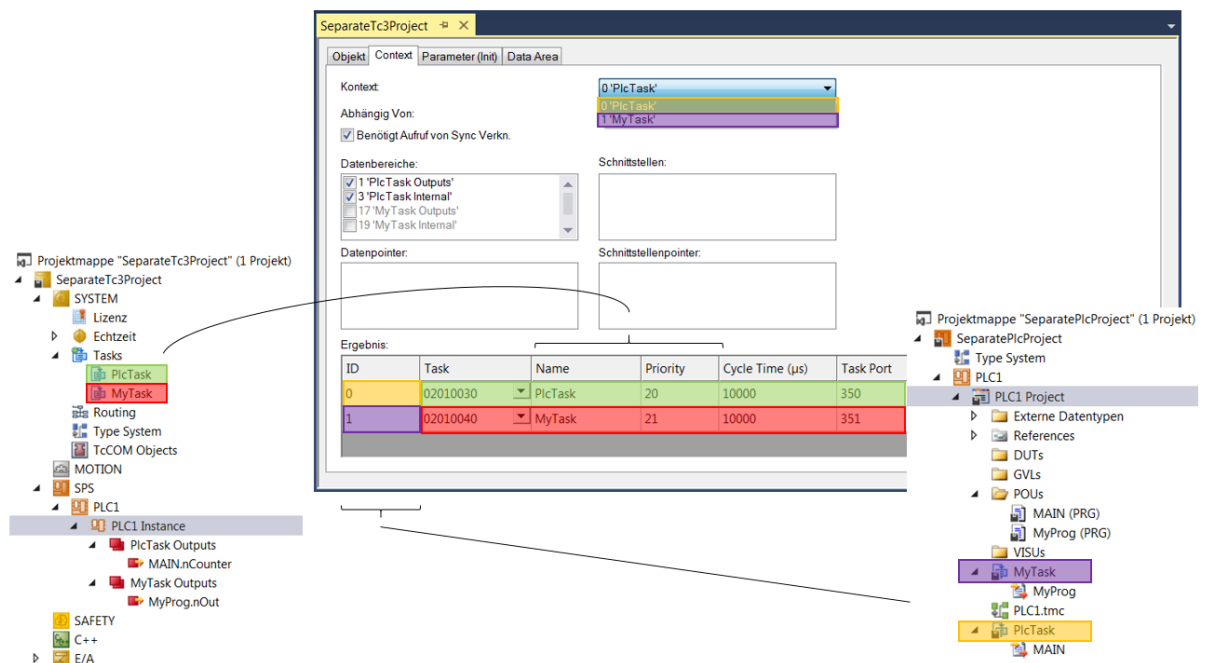 SeparateTc3Project
Objekt Context Parameter (Init) Data Area
Kontext: 0 'PlcTask'
0 'PlcTask'
1 'MyTask'
Abhängig Von:
Benötigt Aufruf von Sync Verkn.
Datenbereiche: Schnittstellen:
1 'PlcTask Outputs'
3 'PlcTask Internal'
17 'MyTask Outputs'
19 'MyTask Internal'
Datenpointer: Schnittstellenpointer:
Ergebnis:
ID Task Name Priority Cycle Time (µs) Task Port
0 02010030 PlcTask 20 10000 350
1 02010040 MyTask 21 10000 351
Projektmappe "SeparateTc3Project" (1 Projekt)
SeparateTc3Project
SYSTEM
Lizenz
Echtzeit
Tasks
PlcTask
MyTask
Routing
Type System
TcCOM Objects
MOTION
SPS
PLC1
PLC1 Instance
PlcTask Outputs
MAIN.nCounter
MyTask Outputs
MyProg.nOut
SAFETY
C++
E/A
Projektmappe "SeparatePlcProject" (1 Projekt)
SeparatePlcProject
Type System
PLC1
PLC1 Project
Externe Datentypen
References
DUTs
GVLs
POUs
MAIN (PRG)
MyProg (PRG)
VISUs
MyTask
MyProg
PLC1.tmc
PlcTask
MAIN